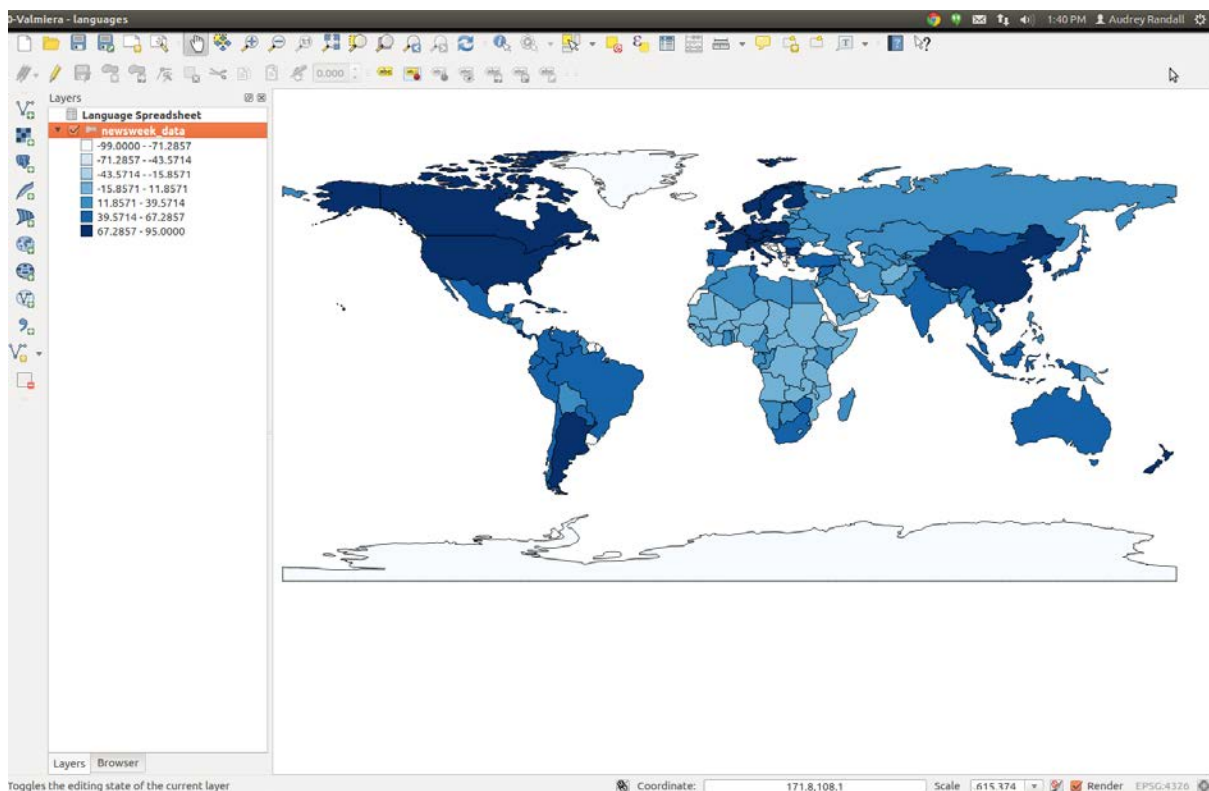 0-Valmiera - languages
1:40 PM Audrey Randall
0.000
Layers
Language Spreadsheet
newsweek_data
-99.0000 - -71.2857
-71.2857 - -43.5714
-43.5714 - -15.8571
-15.8571 - 11.8571
11.8571 - 39.5714
39.5714 - 67.2857
67.2857 - 95.0000
Layers Browser
Toggles the editing state of the current layer
Coordinate: 171.8,108.1 Scale 615,374 Render EPSG:4326